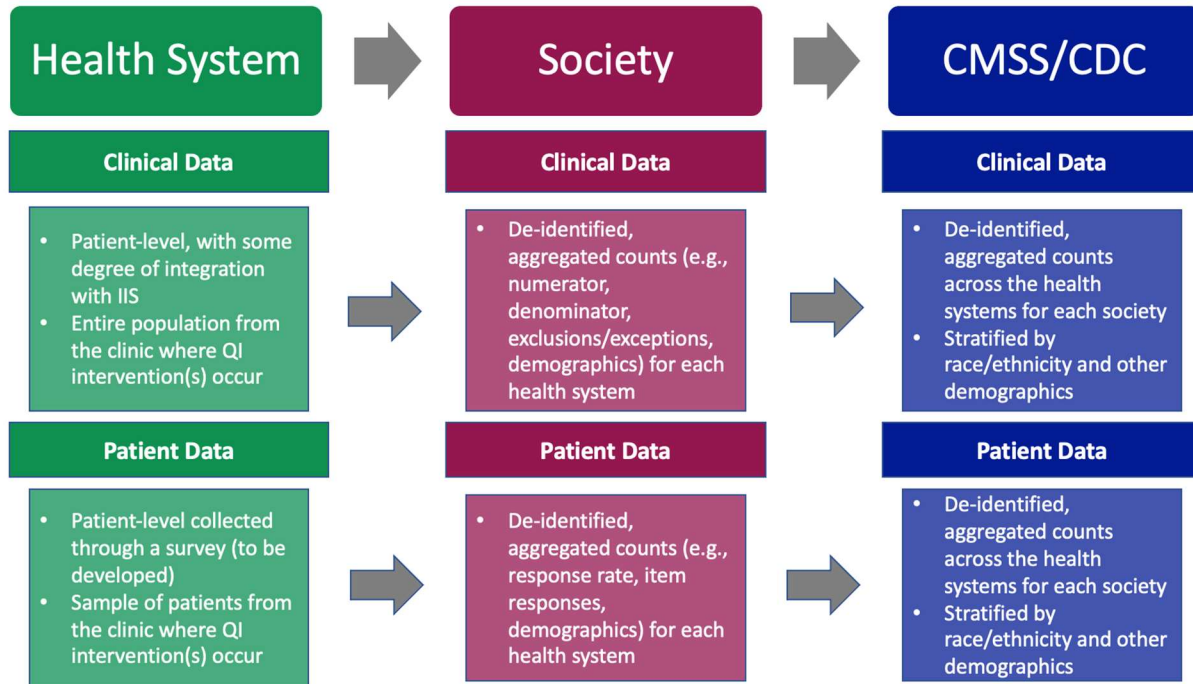 Health System
Society
CMSS/CDC
Clinical Data
Clinical Data
Clinical Data
• Patient-level, with some
degree of integration
with IIS
• Entire population from
the clinic where QI
intervention(s) occur
• De-identified,
aggregated counts (e.g.,
numerator,
denominator,
exclusions/exceptions,
demographics) for each
health system
• De-identified,
aggregated counts
across the health
systems for each society
• Stratified by
race/ethnicity and other
demographics
Patient Data
Patient Data
Patient Data
• Patient-level collected
through a survey (to be
developed)
• Sample of patients from
the clinic where QI
intervention(s) occur
• De-identified,
aggregated counts (e.g.,
response rate, item
responses,
demographics) for each
health system
• De-identified,
aggregated counts
across the health
systems for each society
• Stratified by
race/ethnicity and other
demographics